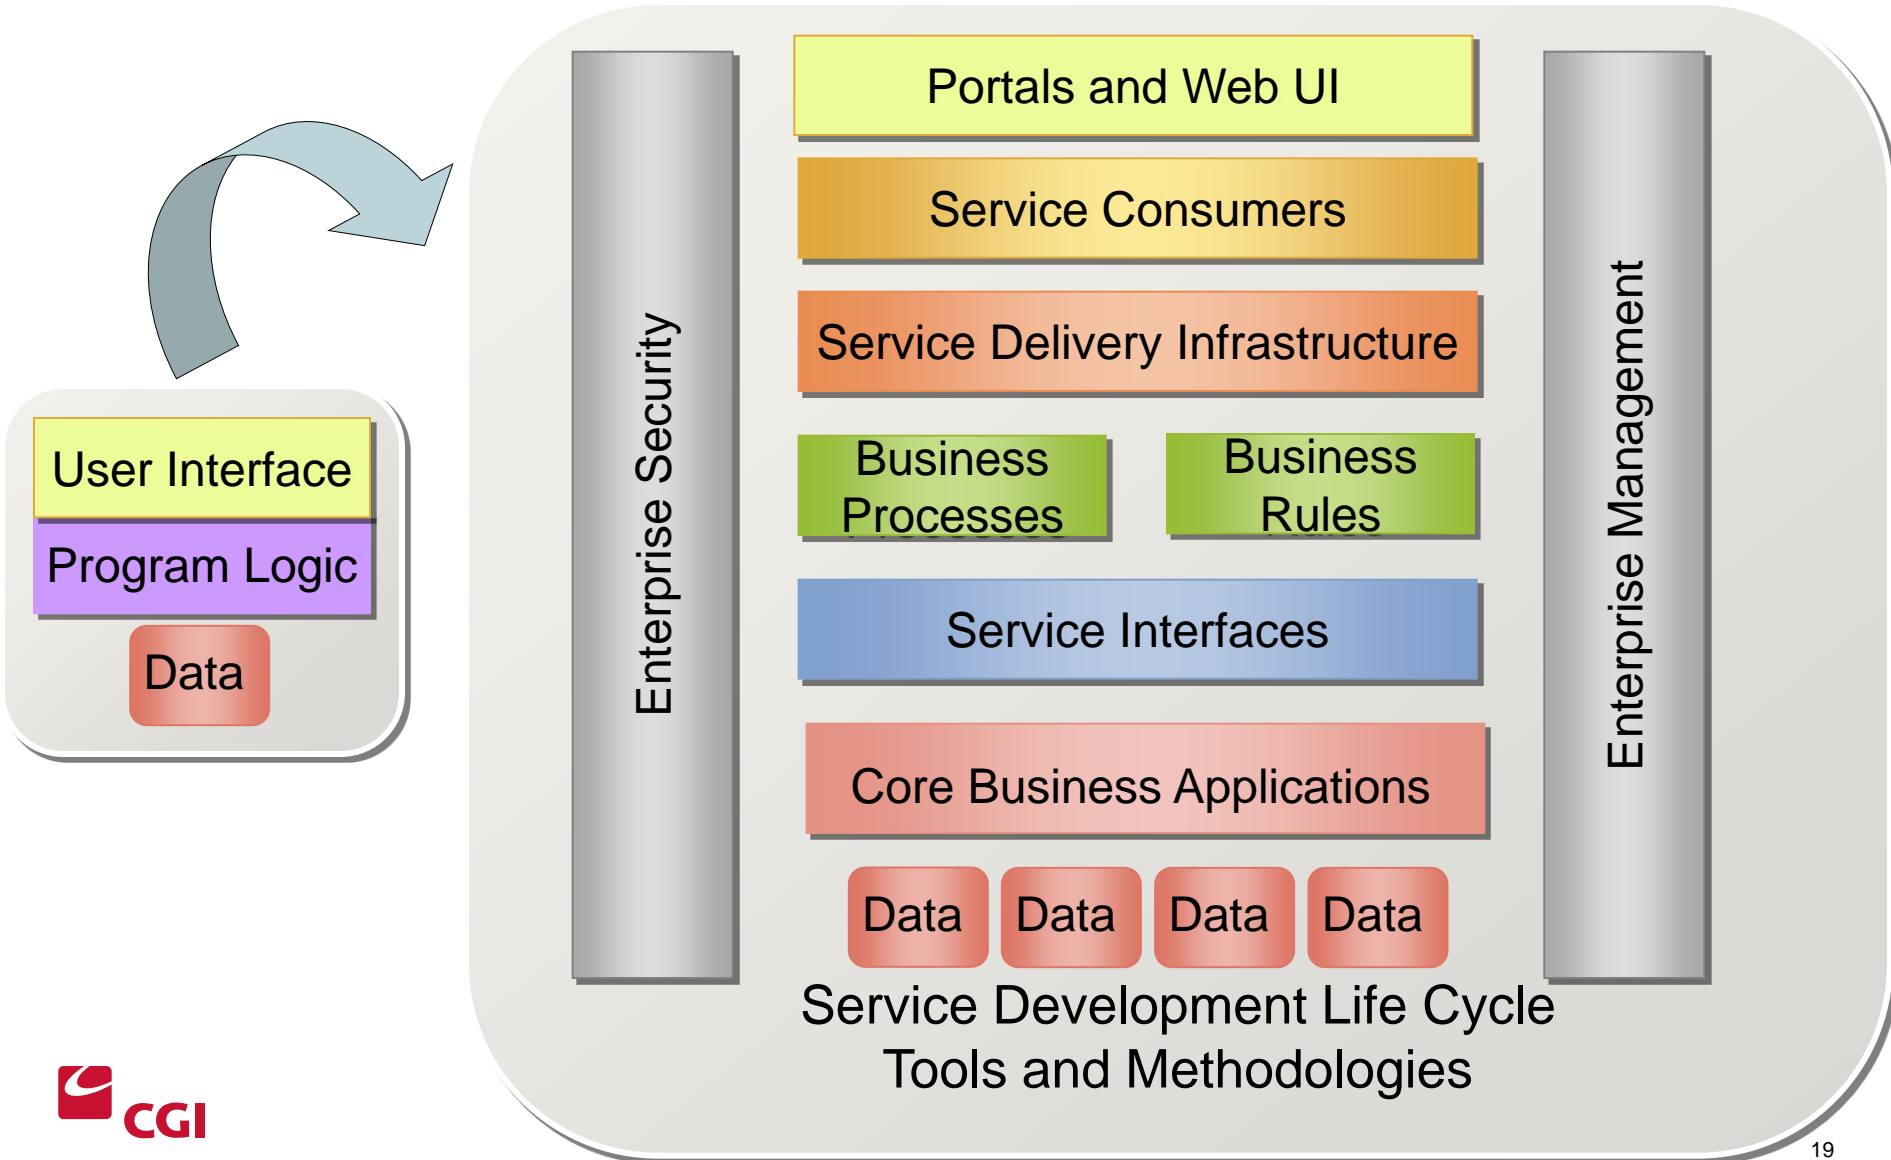 User Interface
Program Logic
Data
Enterprise Security
Portals and Web UI
Service Consumers
Service Delivery Infrastructure
Business
Processes
Business
Rules
Service Interfaces
Core Business Applications
Data Data Data Data
Service Development Life Cycle
Tools and Methodologies
Enterprise Management
CGI
19